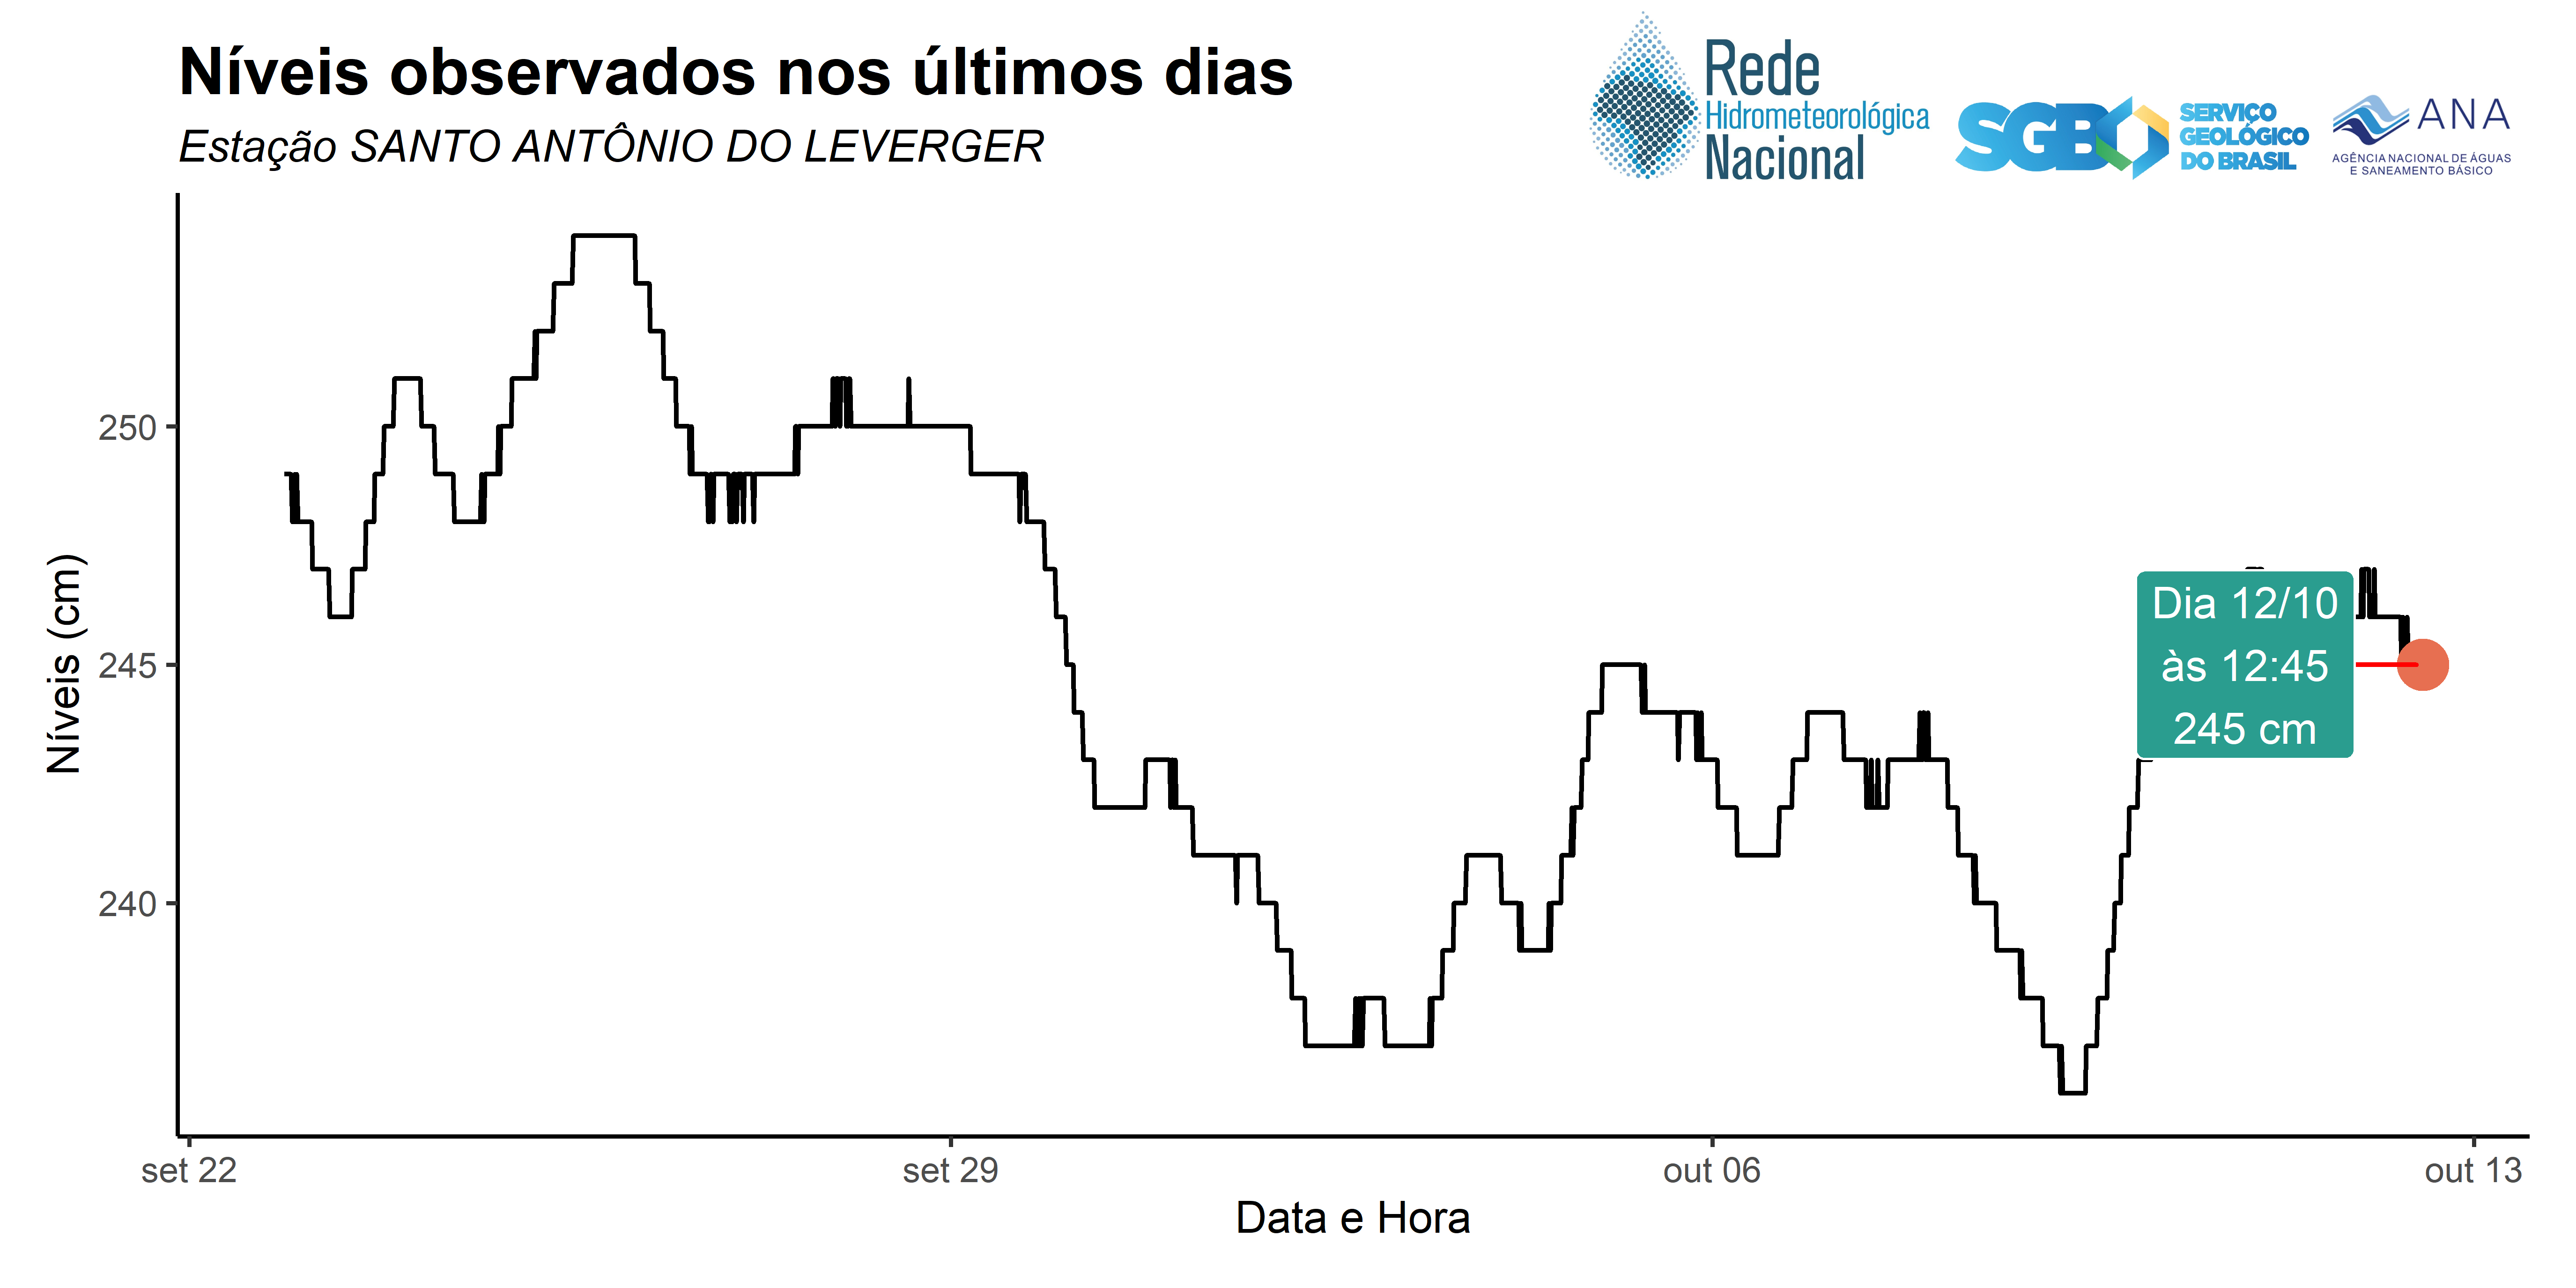 Níveis observados nos últimos dias
Estação SANTO ANTÔNIO DO LEVERGER
Rede
Hidrometeorológica
Nacional
SGB
SERVIÇO
GEOLÓGICO
DO BRASIL
ANA
AGÊNCIA NACIONAL DE ÁGUAS
E SANEAMENTO BÁSICO
Níveis (cm)
250
245
240
Dia 12/10
às 12:45
245 cm
set 22
set 29
out 06
out 13
Data e Hora